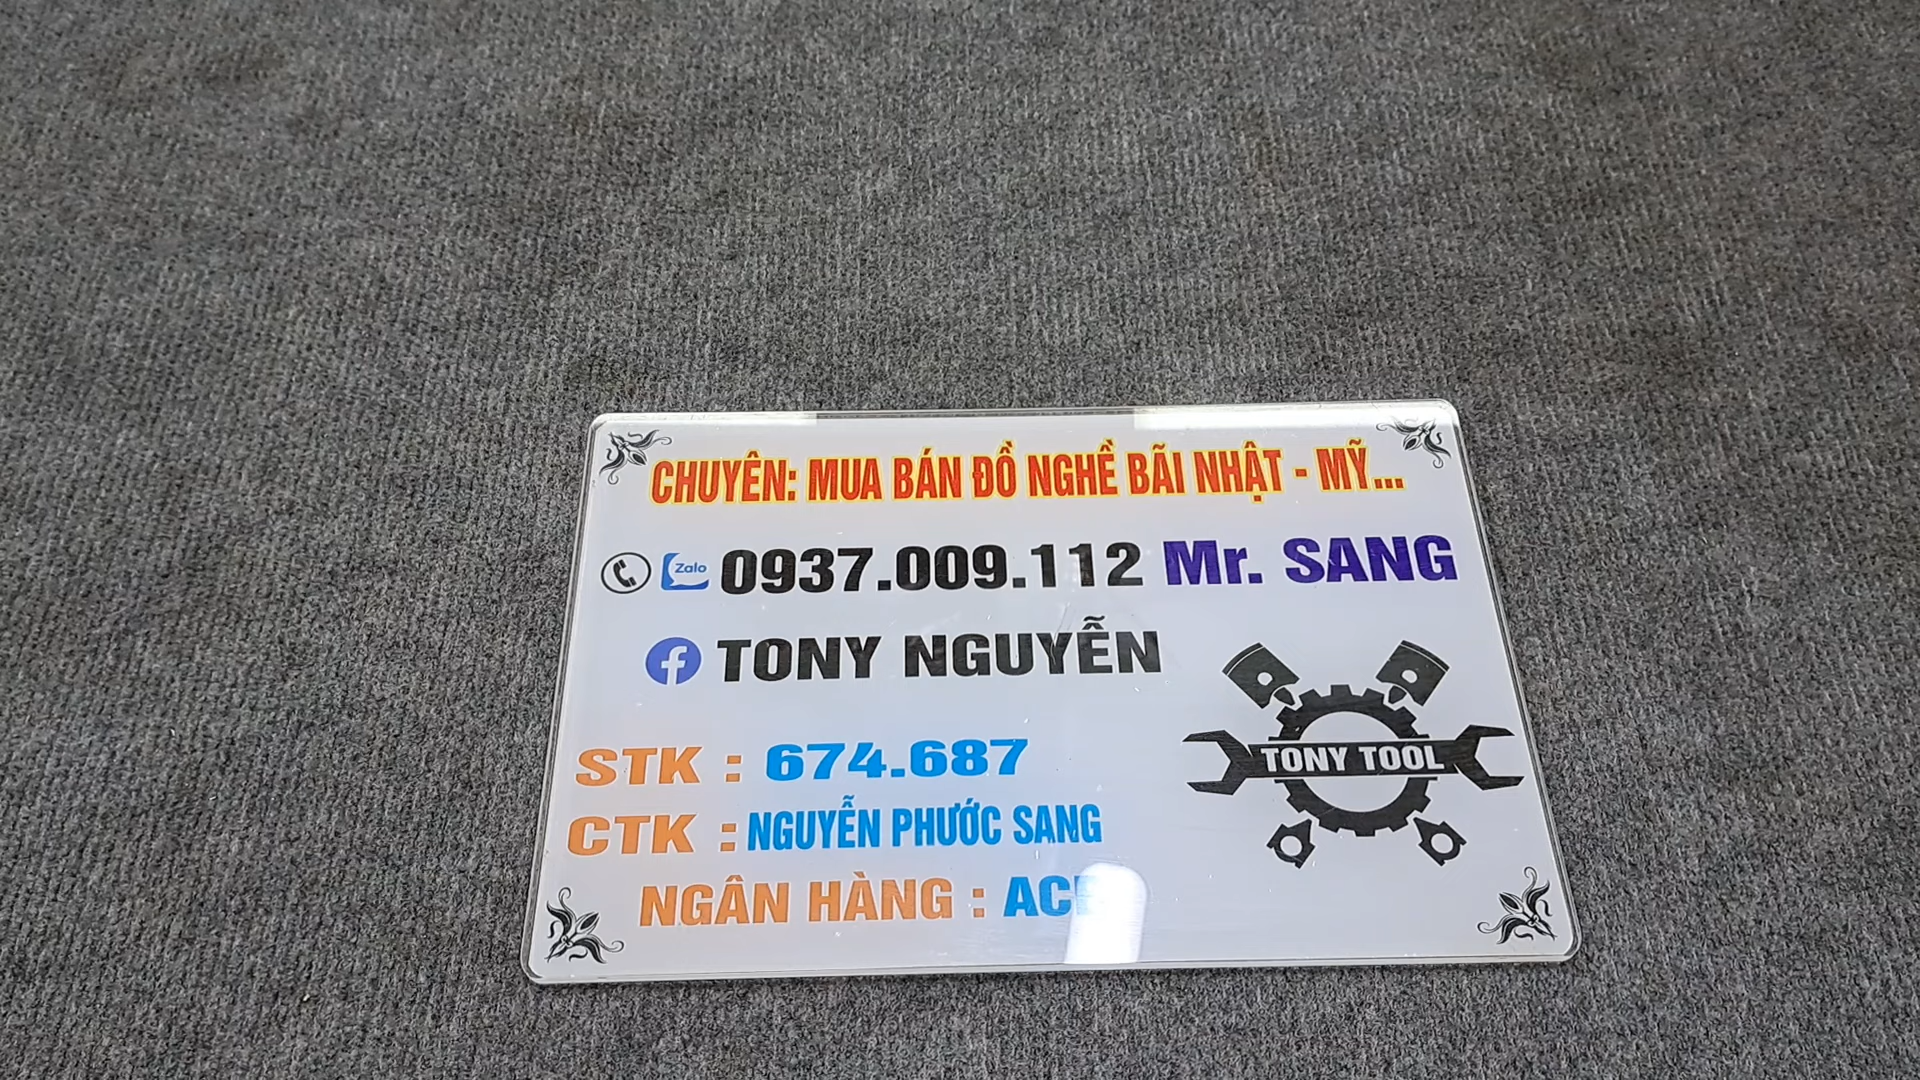 CHUYÊN: MUA BÁN ĐỒ NGHỀ BÃI NHẬT - MỸ...
Zalo 0937.009.112 Mr. SANG
TONY NGUYỄN
TONY TOOL
STK : 674.687
CTK : NGUYỄN PHƯỚC SANG
NGÂN HÀNG :